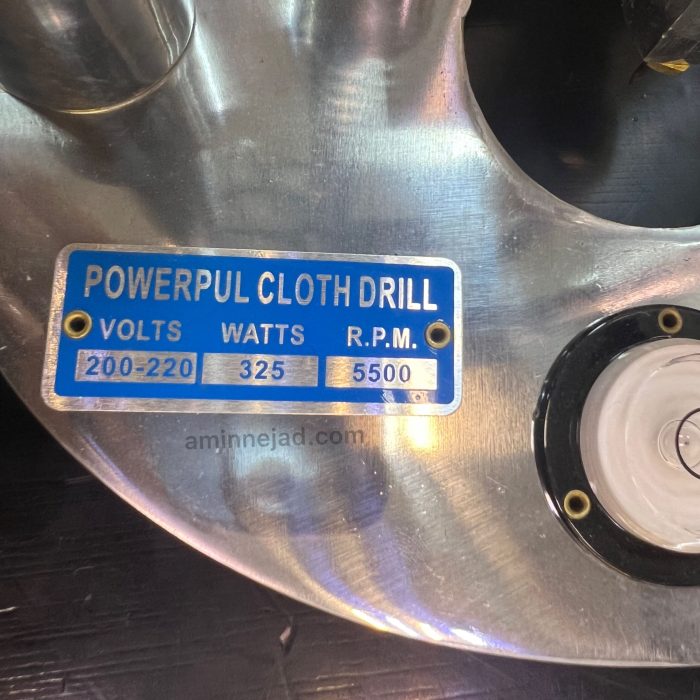 POWERPUL CLOTH DRILL
VOLTS WATTS R.P.M.
200-220 325 5500
aminnejad.com